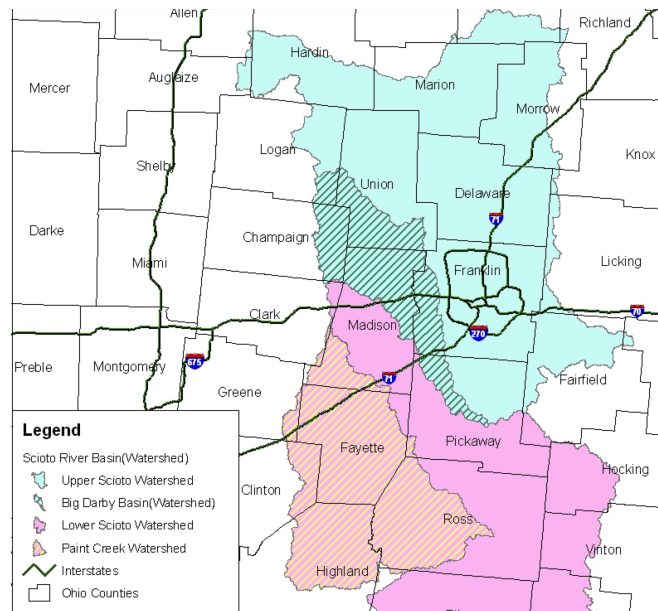 Allen
Richland
Hardin
Auglaize
Mercer
Marion
Morrow
Logan
Knox
Shelby
Union
Delaware
71
Darke
Champaign
Miami
Franklin
Licking
Clark
Madison
70
270
Preble
Montgomery
675
71
Greene
Fairfield
Legend
Scioto River Basin(Watershed)
Upper Scioto Watershed
Big Darby Basin(Watershed)
Lower Scioto Watershed
Paint Creek Watershed
Interstates
Ohio Counties
Pickaway
Fayette
Hocking
Clinton
Ross
Vinton
Highland